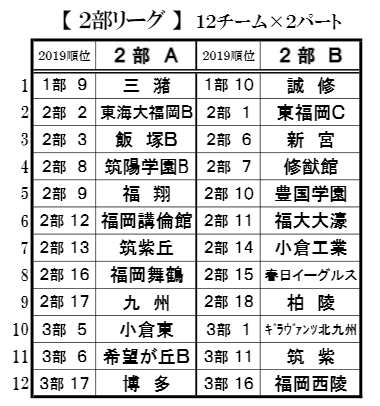 【 2部リーグ 】 12チーム×2パート
2019順位 2 部 A 2019順位 2 部 B
1 1部 9 三 猪 1部 10 誠 修
2 2部 2 東海大福岡B 2部 1 東福岡C
3 2部 3 飯 塚B 2部 6 新 宮
4 2部 8 筑陽学園B 2部 7 修猷館
5 2部 9 福 翔 2部 10 豊国学園
6 2部 12 福岡講倫館 2部 11 福大大濠
7 2部 13 筑紫丘 2部 14 小倉工業
8 2部 16 福岡舞鶴 2部 15 春日イーグルス
9 2部 17 九 州 2部 18 柏 陵
10 3部 5 小倉東 3部 1 ｷﾞﾗｳﾞｧﾝﾂ北九州
11 3部 6 希望が丘B 3部 11 筑 紫
12 3部 17 博 多 3部 16 福岡西陵